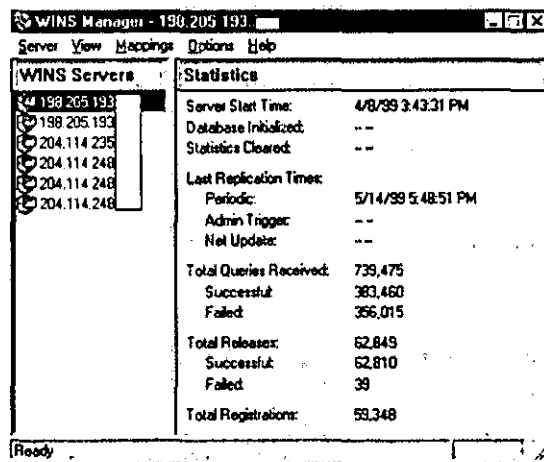 WINS Manager - 198.205.193.
Server View Mappings Options Help
WINS Servers
198.205.193
198.205.193
204.114.235
204.114.248
204.114.248
204.114.248
Statistics
Server Start Time: 4/8/99 3:43:31 PM
Database Initialized: --
Statistics Cleared: --
Last Replication Times:
Periodic: 5/14/99 5:48:51 PM
Admin Trigger: --
Net Update: --
Total Queries Received: 739,475
Successful: 383,460
Failed: 356,015
Total Releases: 62,849
Successful: 62,810
Failed: 39
Total Registrations: 59,348
Ready